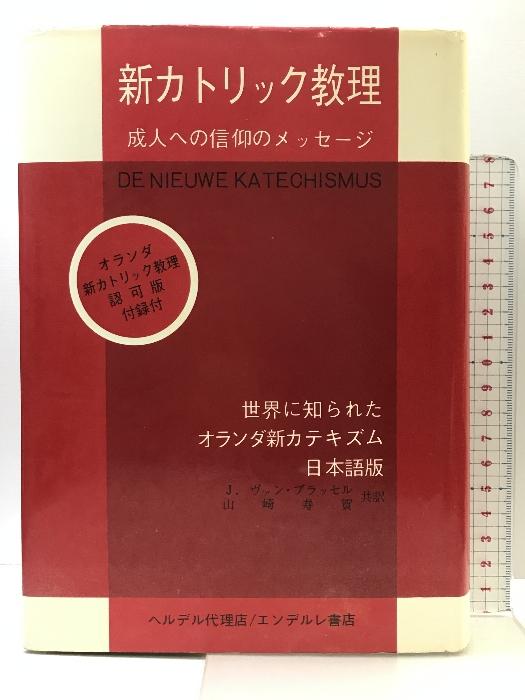 新カトリック教理
成人への信仰のメッセージ
DE NIEUWE KATECHISMUS
オランダ
新カトリック教理
認可版
付録付
世界に知られた
オランダ新カテキズム
日本語版
J. ヴァン・ブラッセル
山崎寿賀
共訳
ヘルデル代理店/エンデルレ書店